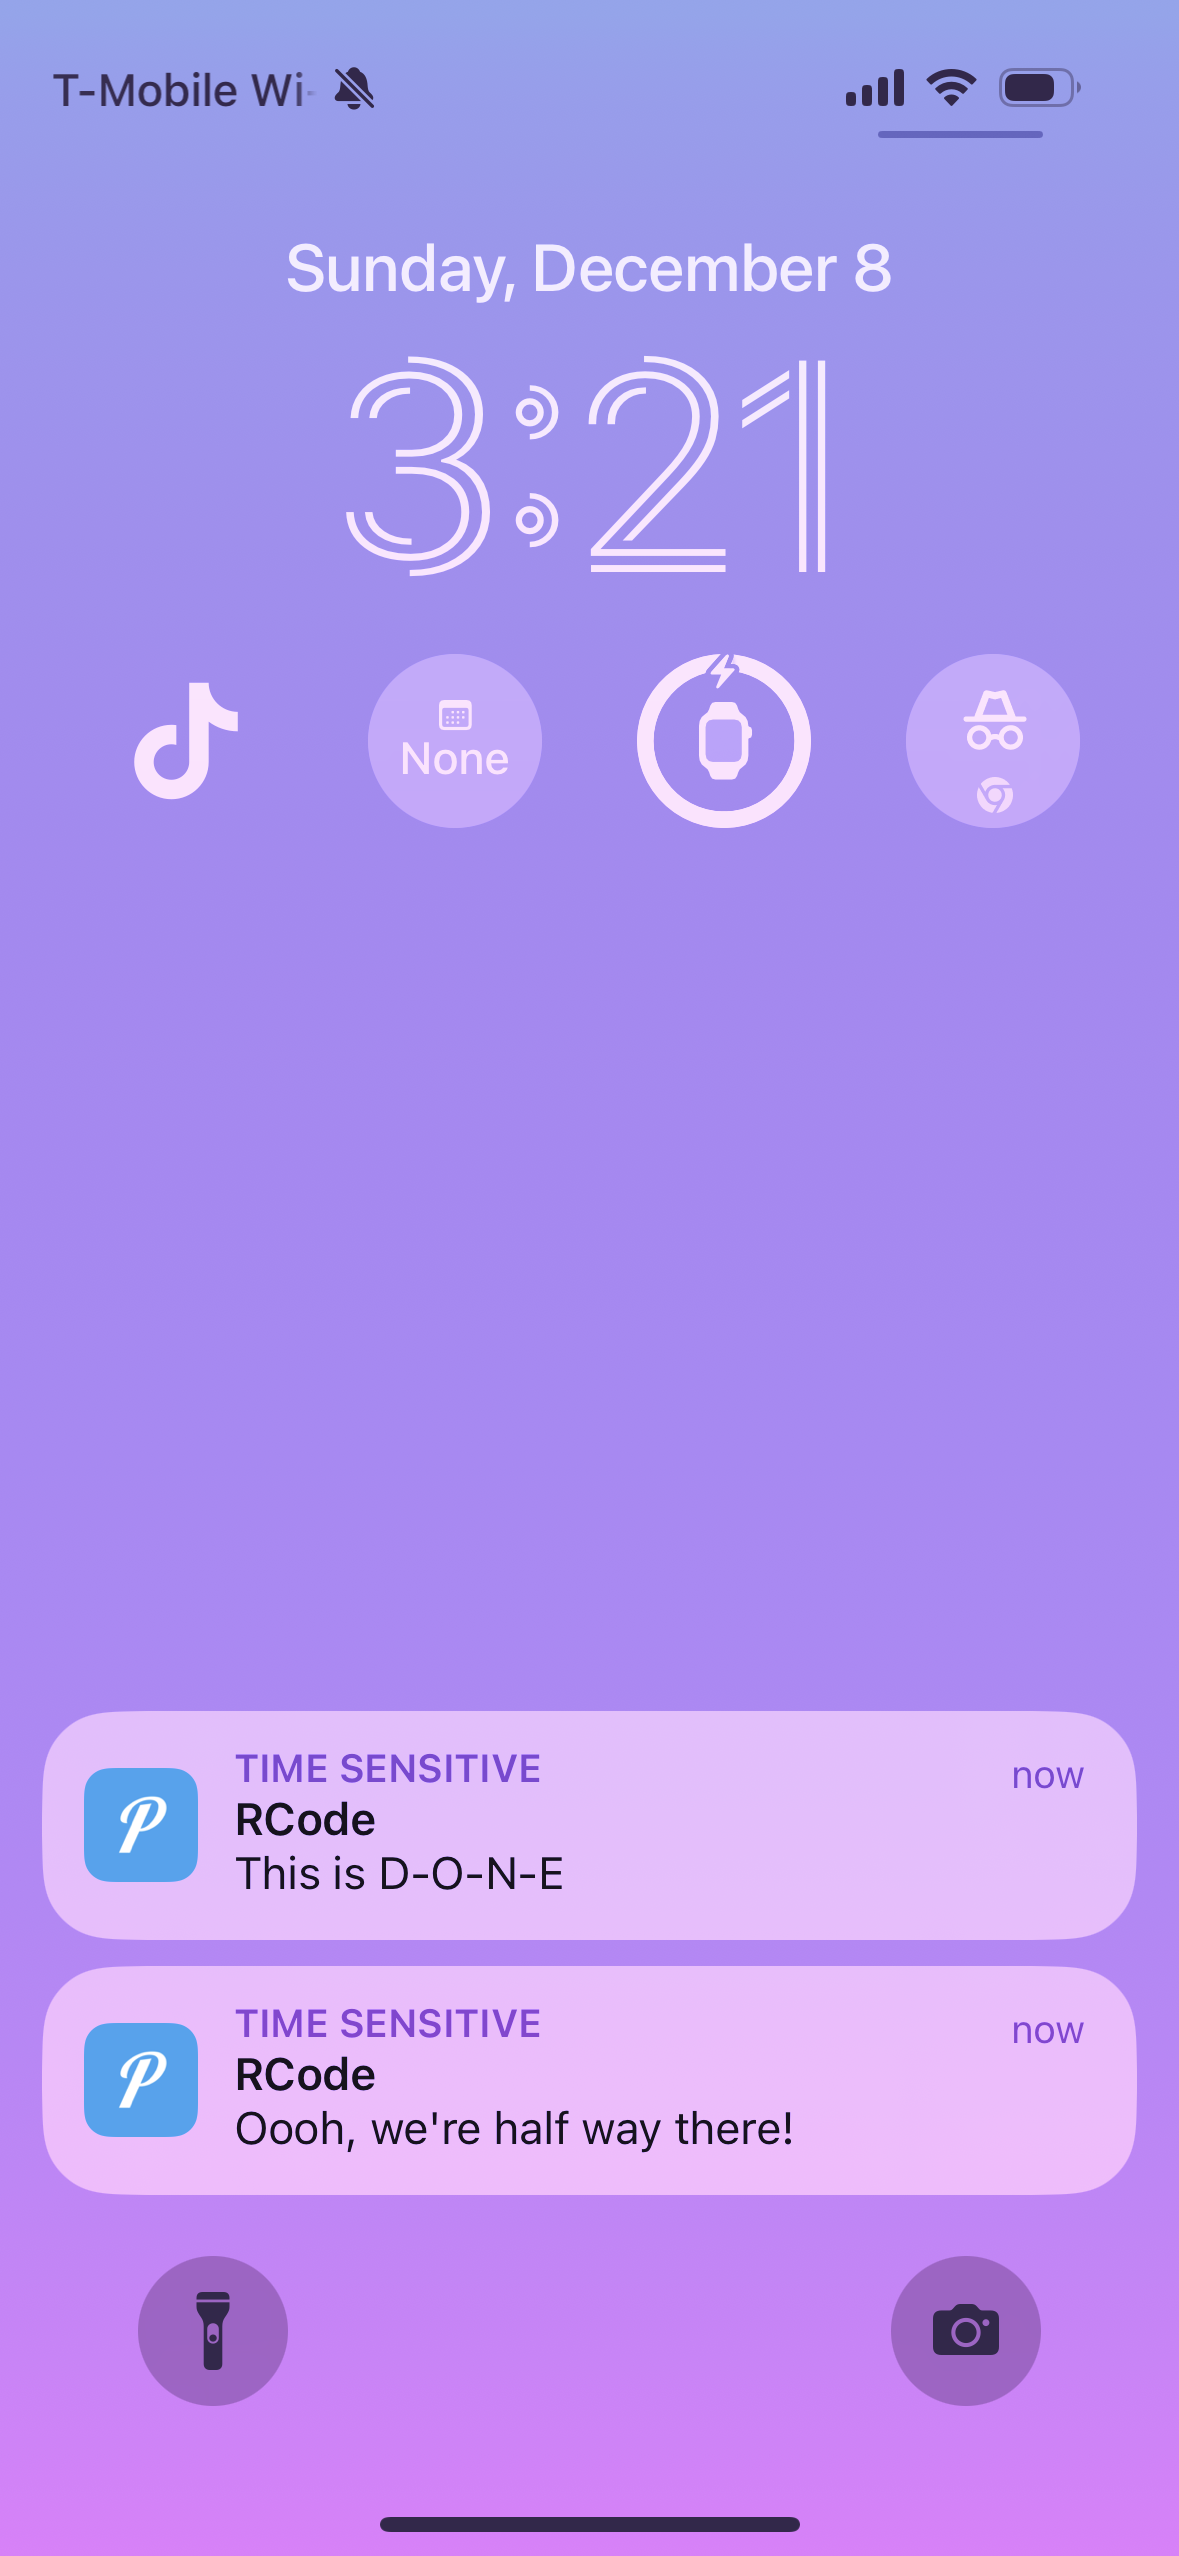 T-Mobile Wi-
Sunday, December 8
3:21
None
TIME SENSITIVE
now
RCode
This is D-O-N-E
TIME SENSITIVE
now
RCode
Oooh, we're half way there!